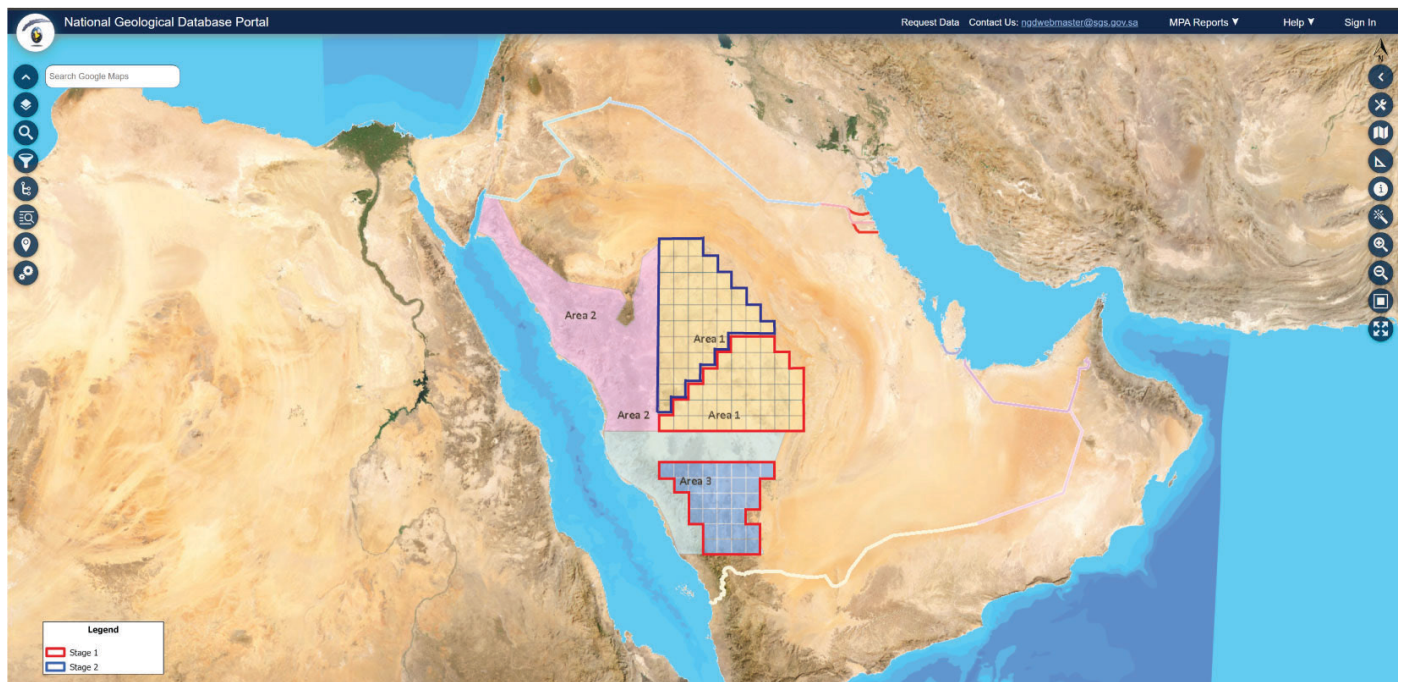 National Geological Database Portal
Request Data Contact Us: ngdwebmaster@sgs.gov.sa MPA Reports ▼ Help ▼ Sign In
N
Search Google Maps
Area 2
Area 1
Area 2
Area 1
Area 3
Legend
Stage 1
Stage 2